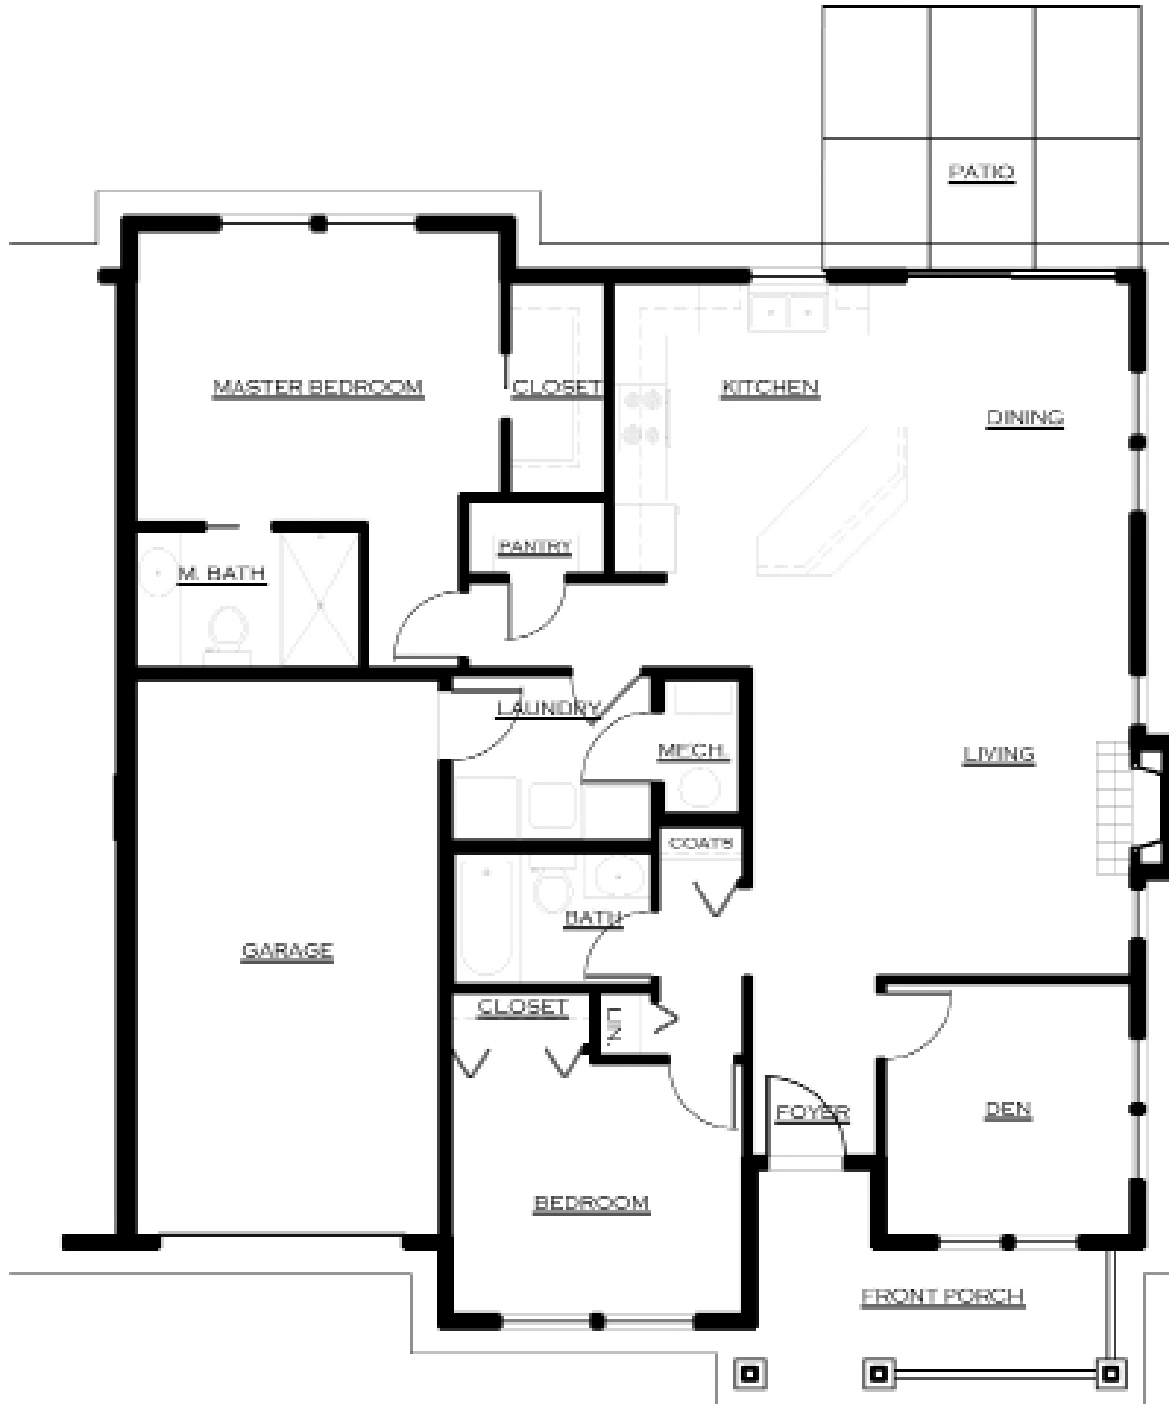 PATIO
MASTER BEDROOM
CLOSET
KITCHEN
DINING
PANTRY
M. BATH
LAUNDRY
MECH.
LIVING
COATS
BATH
GARAGE
CLOSET
LIN.
FOYER
DEN
BEDROOM
FRONT PORCH